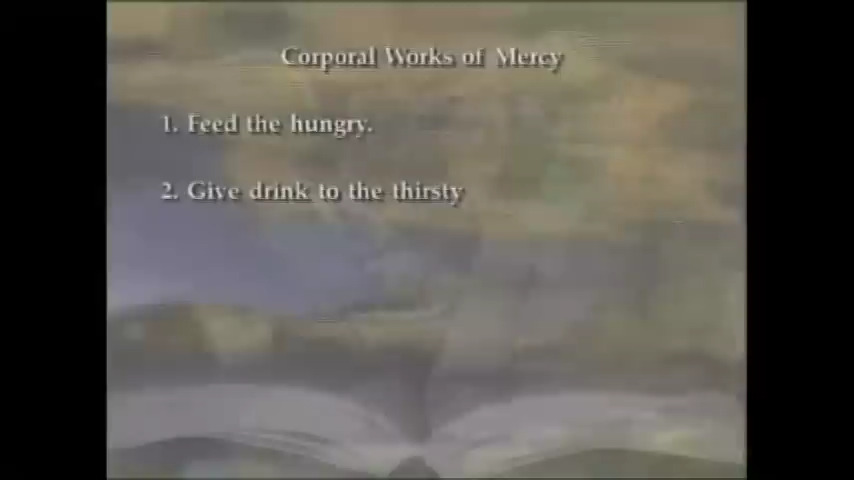 Corporal Works of Mercy
1. Feed the hungry.
2. Give drink to the thirsty